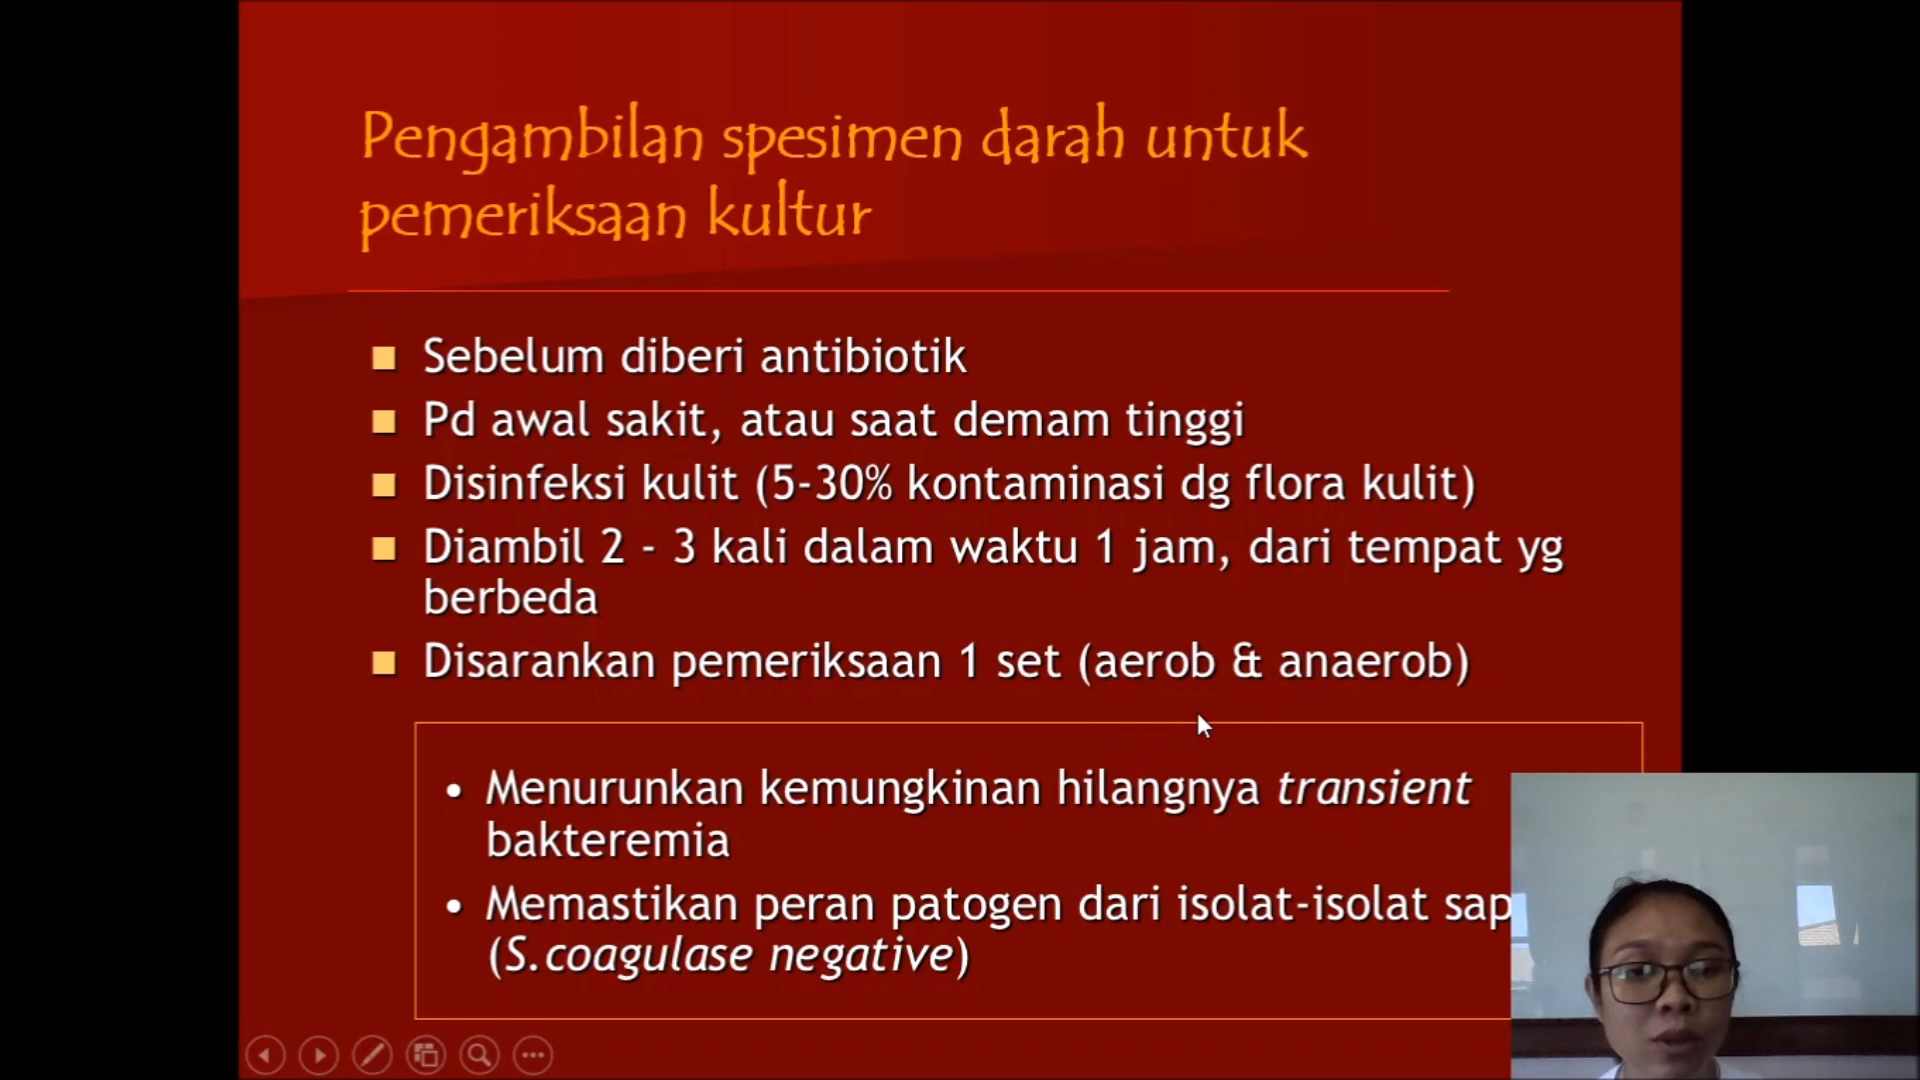 Pengambilan spesimen darah untuk
pemeriksaan kultur
Sebelum diberi antibiotik
Pd awal sakit, atau saat demam tinggi
Disinfeksi kulit (5-30% kontaminasi dg flora kulit)
Diambil 2 - 3 kali dalam waktu 1 jam, dari tempat yg
berbeda
Disarankan pemeriksaan 1 set (aerob & anaerob)
• Menurunkan kemungkinan hilangnya transient
bakteremia
• Memastikan peran patogen dari isolat-isolat
(S.coagulase negative)